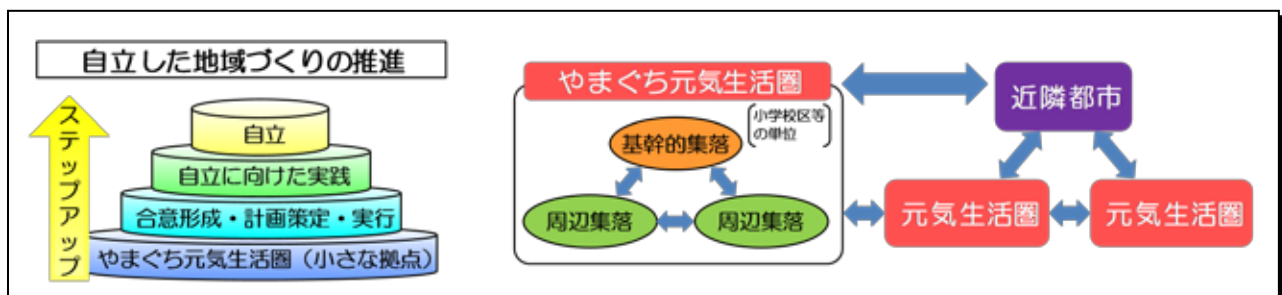 自立した地域づくりの推進
ステップアップ
自立
自立に向けた実践
合意形成・計画策定・実行
やまぐち元気生活圏（小さな拠点）
やまぐち元気生活圏
小学校区等
の単位
基幹的集落
周辺集落
周辺集落
近隣都市
元気生活圏
元気生活圏